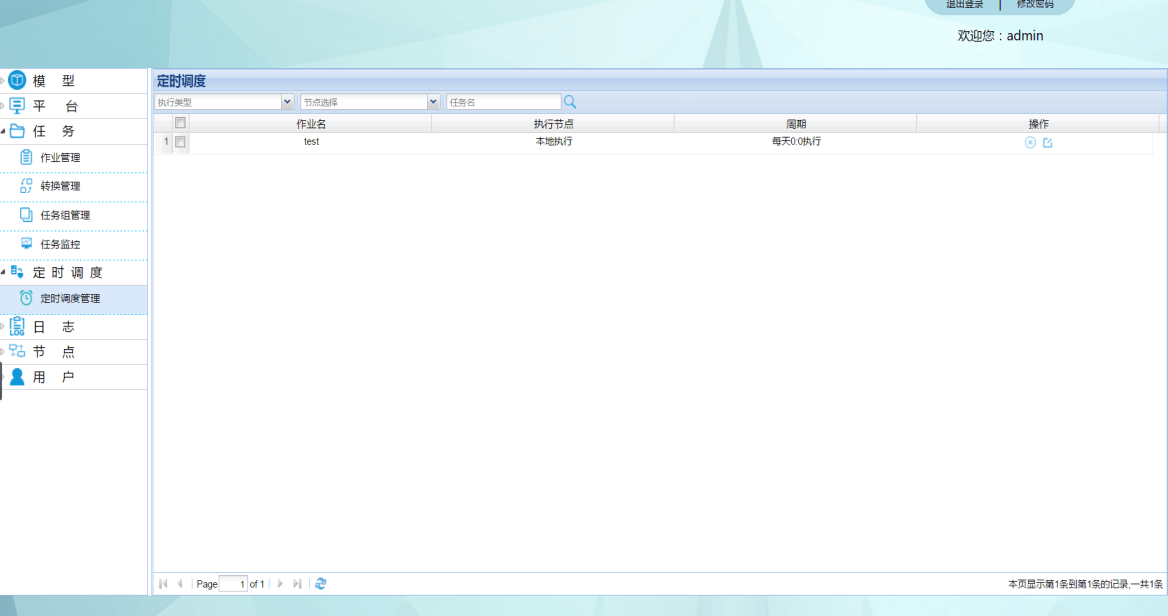 退出登录 | 修改密码
欢迎您：admin
模 型
平 台
任 务
作业管理
转换管理
任务组管理
任务监控
定 时 调 度
定时调度管理
LOG 日 志
节 点
用 户
定时调度
执行类型 节点选择 任务名
作业名 执行节点 周期 操作
1 test 本地执行 每天0:0执行
Page 1 of 1
本页显示第1条到第1条的记录,一共1条